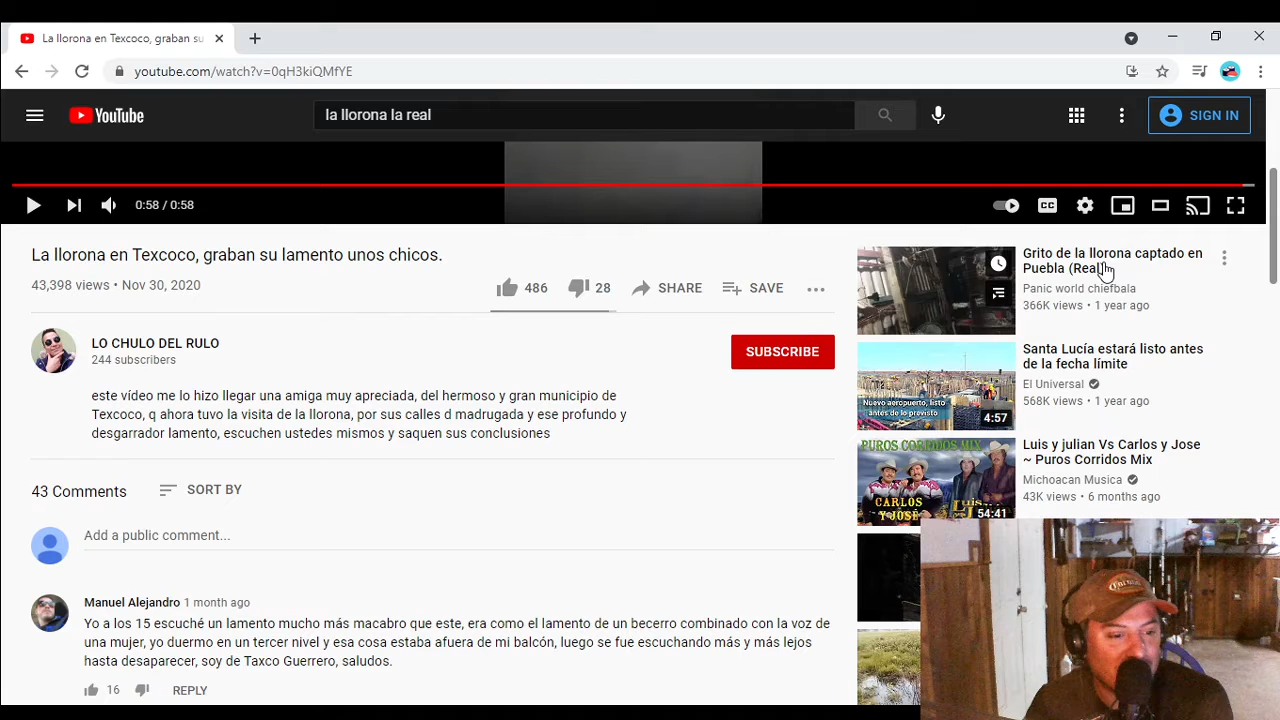 La llorona en Texcoco, graban su
youtube.com/watch?v=0qH3kiQMfYE
YouTube
la llorona la real
SIGN IN
0:58 / 0:58
CC
La llorona en Texcoco, graban su lamento unos chicos.
43,398 views • Nov 30, 2020
486
28
SHARE
SAVE
LO CHULO DEL RULO
244 subscribers
SUBSCRIBE
este vídeo me lo hizo llegar una amiga muy apreciada, del hermoso y gran municipio de
Texcoco, q ahora tuvo la visita de la llorona, por sus calles d madrugada y ese profundo y
desgarrador lamento, escuchen ustedes mismos y saquen sus conclusiones
43 Comments
SORT BY
Add a public comment...
Manuel Alejandro 1 month ago
Yo a los 15 escuché un lamento mucho más macabro que este, era como el lamento de un becerro combinado con la voz de
una mujer, yo duermo en un tercer nivel y esa cosa estaba afuera de mi balcón, luego se fue escuchando más y más lejos
hasta desaparecer, soy de Taxco Guerrero, saludos.
16
REPLY
Grito de la llorona captado en
Puebla (Real)
Panic world chiefbala
366K views • 1 year ago
Nuevo aeropuerto, listo
antes de lo previsto
4:57
Santa Lucía estará listo antes
de la fecha límite
El Universal
568K views • 1 year ago
PUROS CORRIDOS MIX
CARLOS
Y JOSÉ
54:41
Luis y julian Vs Carlos y Jose
~ Puros Corridos Mix
Michoacan Musica
43K views • 6 months ago